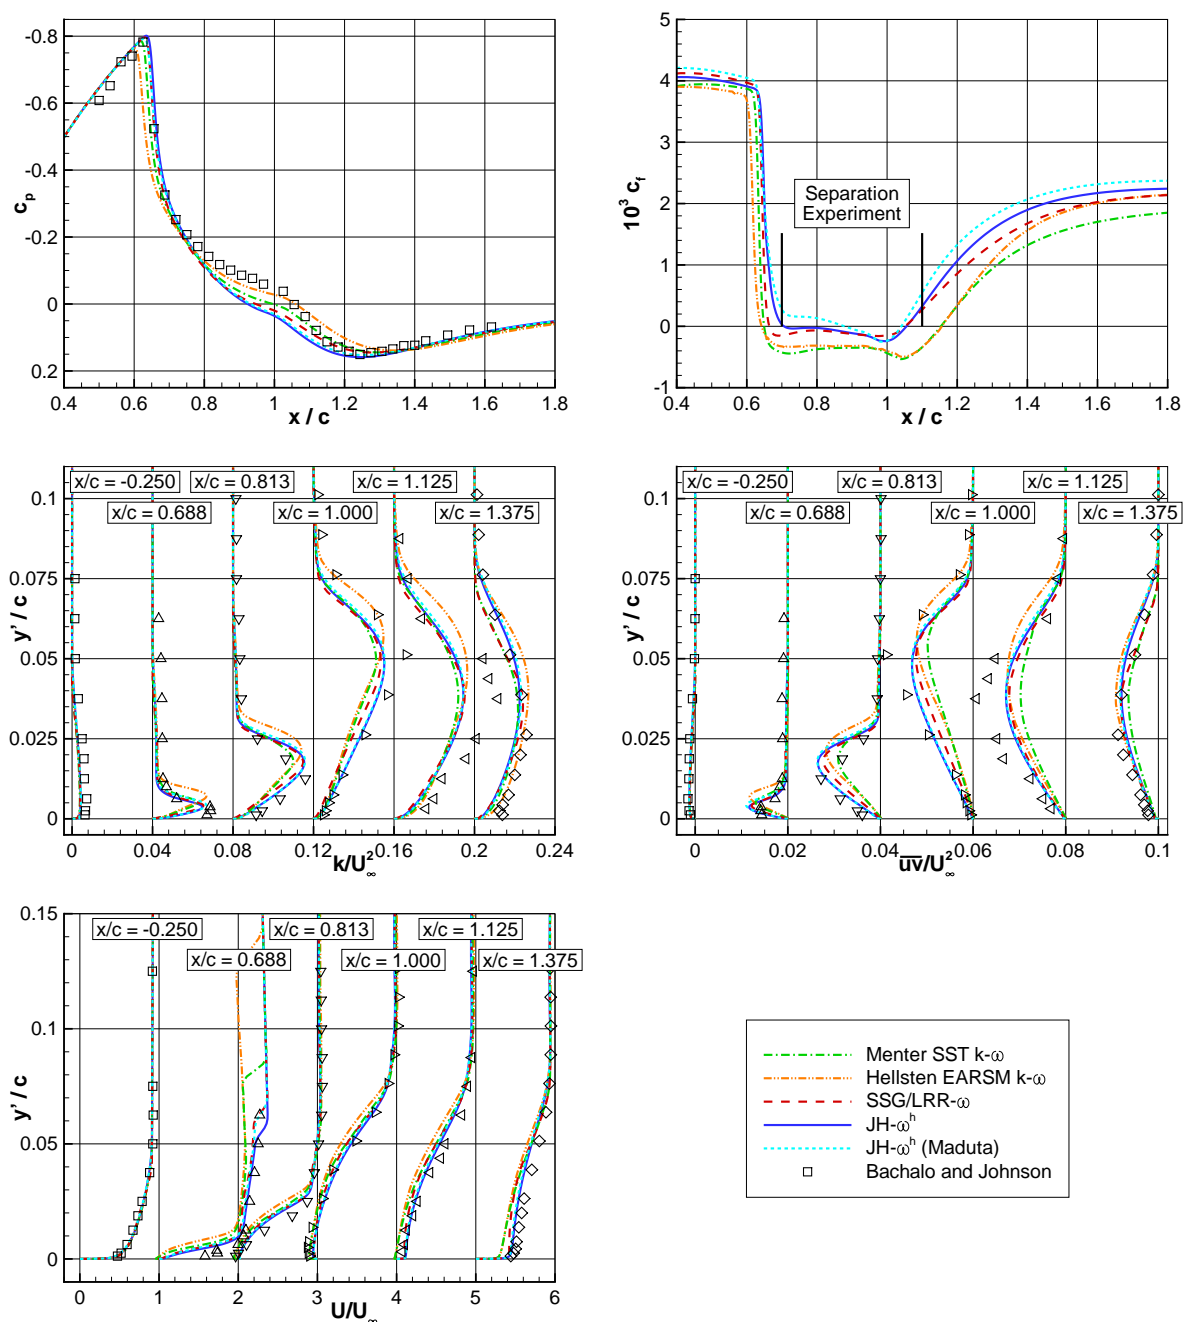 -0.8
-0.6
-0.4
-0.2
0
0.2
c_p
0.4 0.6 0.8 1 1.2 1.4 1.6 1.8
x / c
5
4
3
2
1
0
-1
10³ c_f
Separation
Experiment
0.4 0.6 0.8 1 1.2 1.4 1.6 1.8
x / c
x/c = -0.250 x/c = 0.813 x/c = 1.125
x/c = 0.688 x/c = 1.000 x/c = 1.375
0.1
0.075
0.05
0.025
0
y' / c
0 0.04 0.08 0.12 0.16 0.20 0.24
k/U²∞
x/c = -0.250 x/c = 0.813 x/c = 1.125
x/c = 0.688 x/c = 1.000 x/c = 1.375
0.1
0.075
0.05
0.025
0
y' / c
0 0.02 0.04 0.06 0.08 0.1
u̅v̅/U²∞
x/c = -0.250 x/c = 0.813 x/c = 1.125
x/c = 0.688 x/c = 1.000 x/c = 1.375
0.15
0.1
0.05
0
y' / c
0 1 2 3 4 5 6
U/U∞
Menter SST k-ω
Hellsten EARSM k-ω
SSG/LRR-ω
JH-ωʰ
JH-ωʰ (Maduta)
Bachalo and Johnson